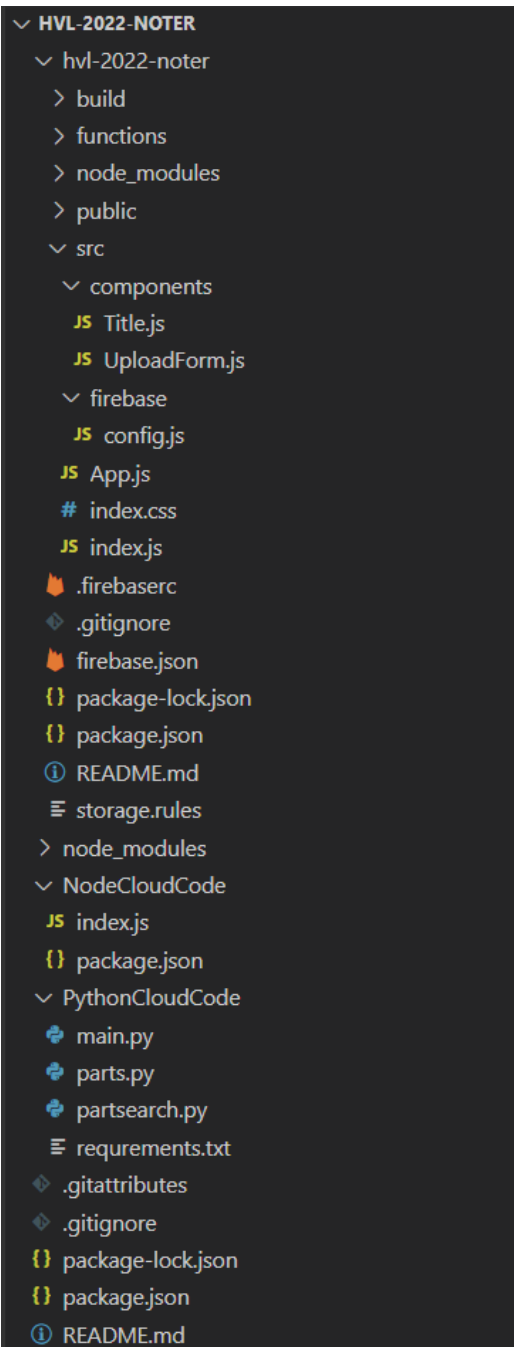 HVL-2022-NOTER
hvl-2022-noter
build
functions
node_modules
public
src
components
JS Title.js
JS UploadForm.js
firebase
JS config.js
JS App.js
# index.css
JS index.js
.firebaserc
.gitignore
firebase.json
{} package-lock.json
{} package.json
README.md
storage.rules
node_modules
NodeCloudCode
JS index.js
{} package.json
PythonCloudCode
main.py
parts.py
partsearch.py
requrements.txt
.gitattributes
.gitignore
{} package-lock.json
{} package.json
README.md